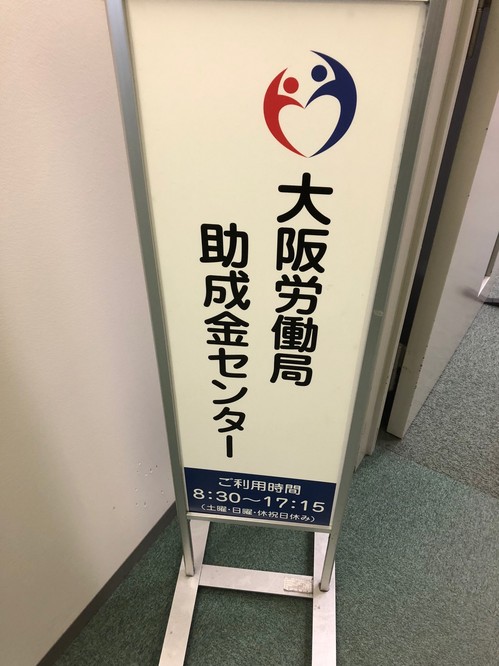 大阪労働局
助成金センター
ご利用時間
8:30～17:15
（土曜・日曜・休祝日休み）